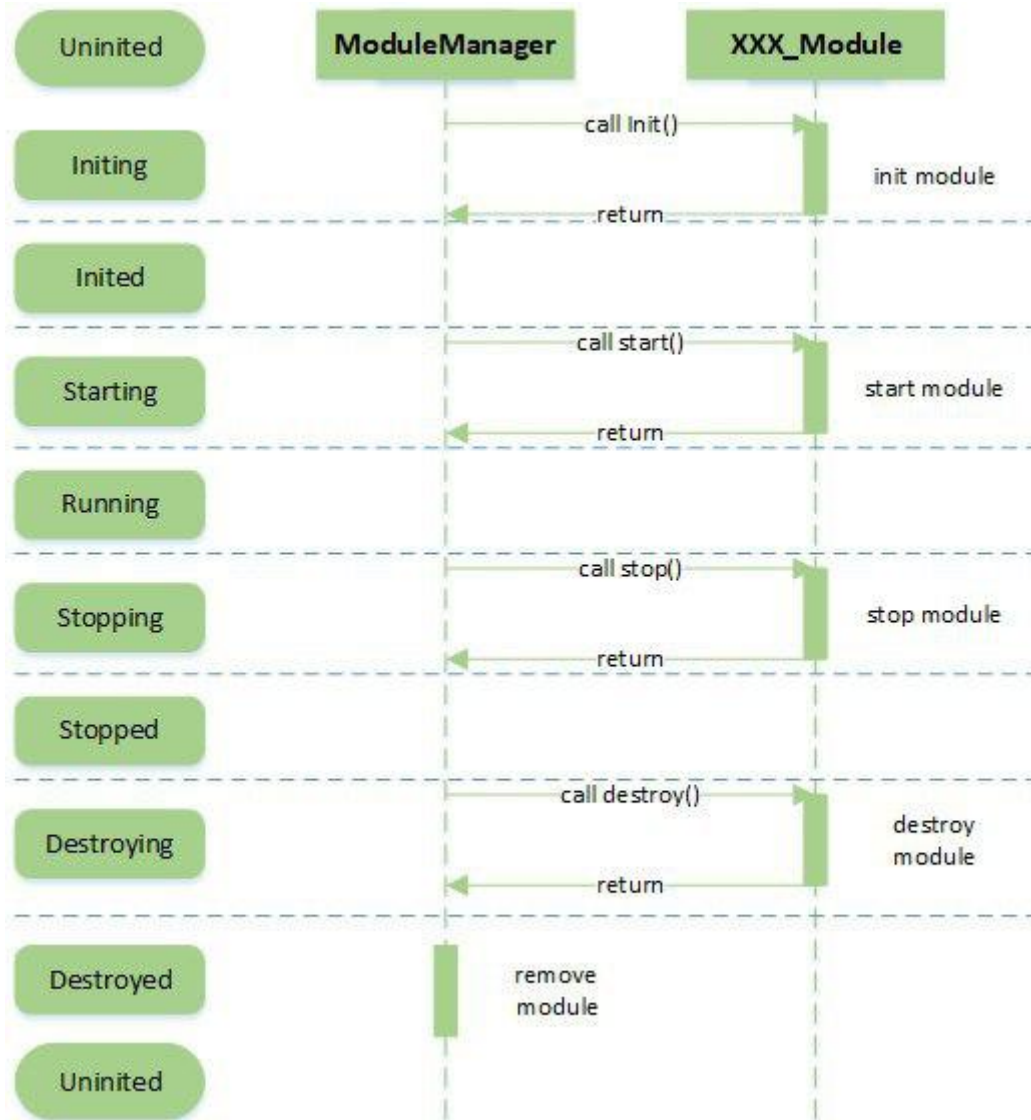 Uninited
ModuleManager
XXX_Module
call Init()
Initing
init module
return
Inited
call start()
Starting
start module
return
Running
call stop()
Stopping
stop module
return
Stopped
call destroy()
destroy
module
Destroying
return
Destroyed
remove
module
Uninited